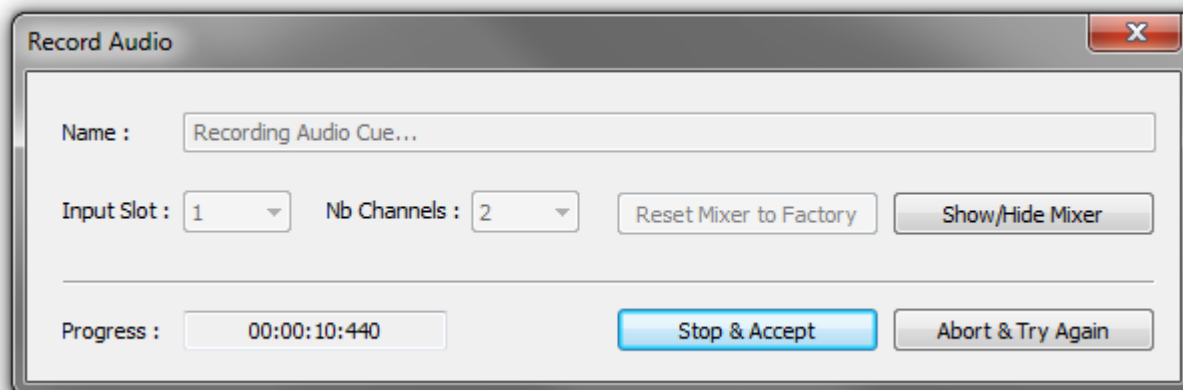 Record Audio
Name : Recording Audio Cue...
Input Slot : 1 Nb Channels : 2 Reset Mixer to Factory Show/Hide Mixer
Progress : 00:00:10:440 Stop & Accept Abort & Try Again